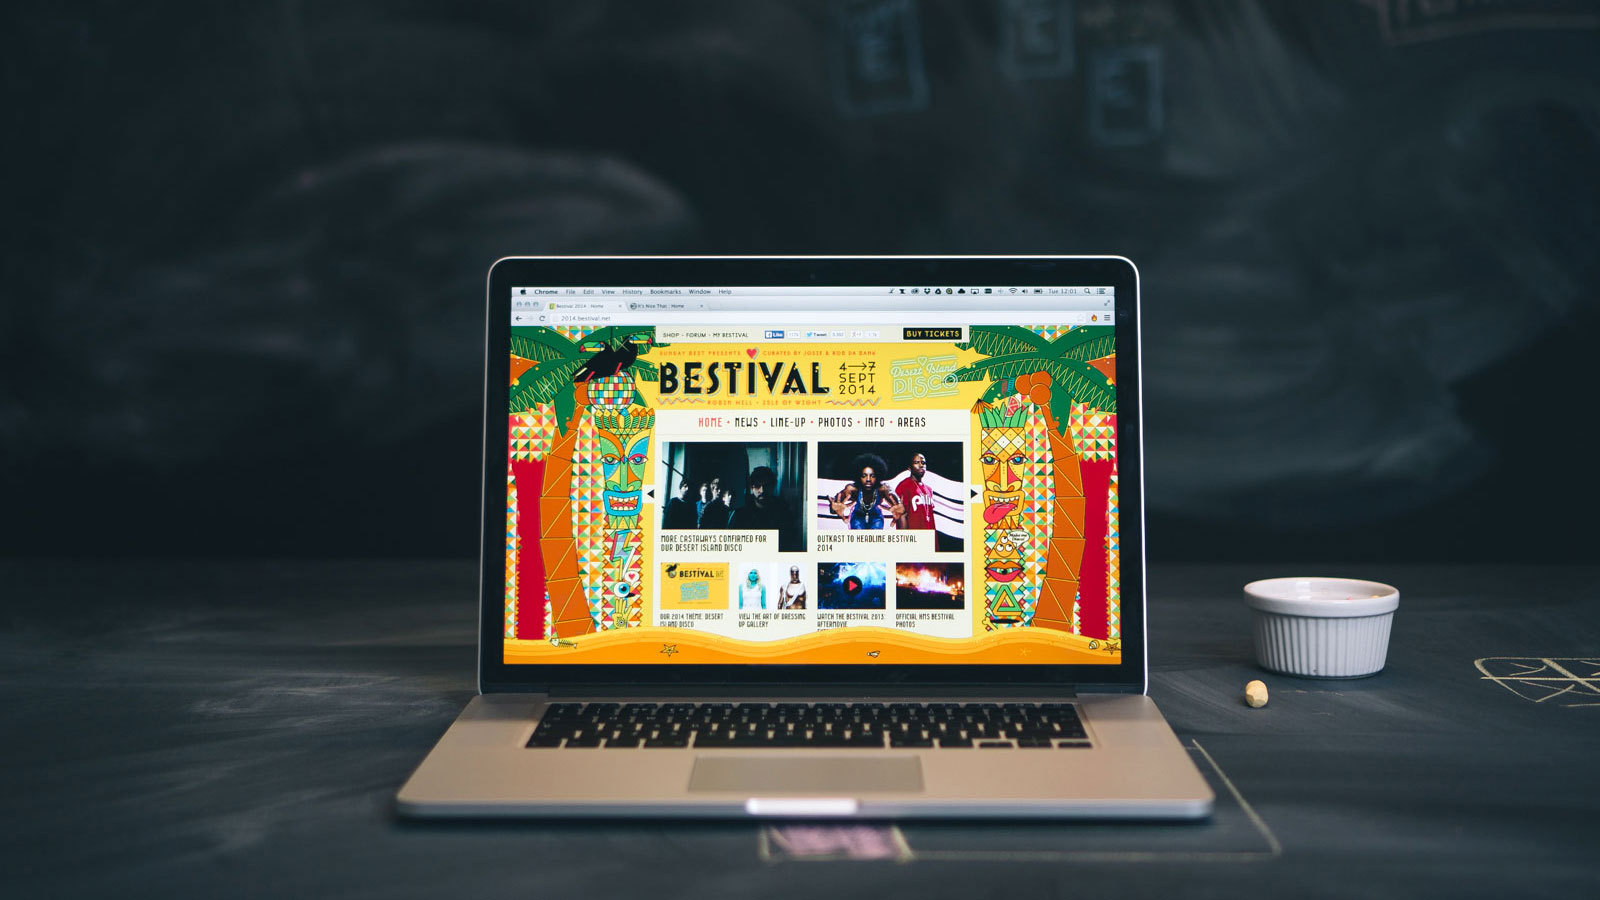 Chrome File Edit View History Bookmarks Window Help
Tue 12:01
Bestival 2014 : Home
It's Nice That : Home
2014.bestival.net
SHOP - FORUM - MY BESTIVAL
Like
Tweet
BUY TICKETS
SUNDAY BEST PRESENTS
CURATED BY JOSIE & ROB DA BANK
BESTIVAL
4→7
SEPT
2014
Desert Island
DISCO
ROBIN HILL • ISLE OF WIGHT
HOME • NEWS • LINE-UP • PHOTOS • INFO • AREAS
MORE CASTAWAYS CONFIRMED FOR
OUR DESERT ISLAND DISCO
OUTKAST TO HEADLINE BESTIVAL
2014
BESTIVAL
OUR 2014 THEME: DESERT
ISLAND DISCO
VIEW THE ART OF DRESSING
UP GALLERY
WATCH THE BESTIVAL 2013
AFTERMOVIE
OFFICIAL HMS BESTIVAL
PHOTOS